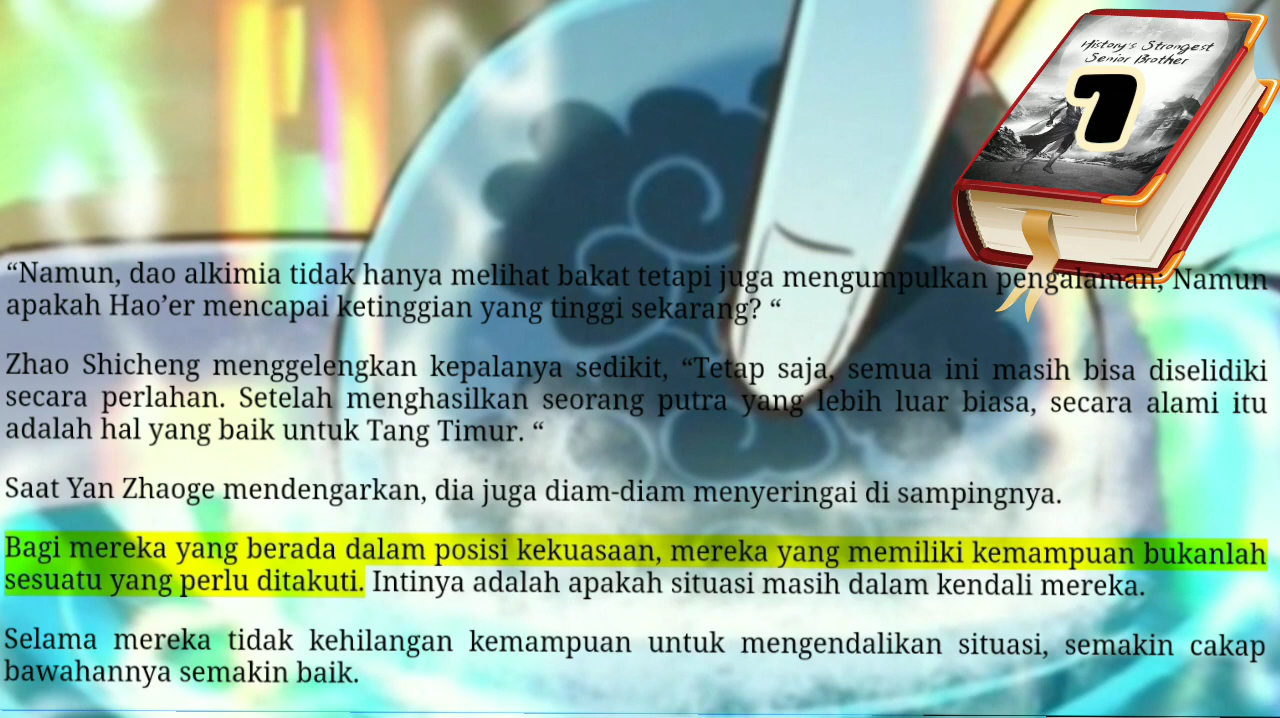 History's Strongest
Senior Brother
1
“Namun, dao alkimia tidak hanya melihat bakat tetapi juga mengumpulkan pengalaman; Namun
apakah Hao’er mencapai ketinggian yang tinggi sekarang? “
Zhao Shicheng menggelengkan kepalanya sedikit, “Tetap saja, semua ini masih bisa diselidiki
secara perlahan. Setelah menghasilkan seorang putra yang lebih luar biasa, secara alami itu
adalah hal yang baik untuk Tang Timur. “
Saat Yan Zhaoge mendengarkan, dia juga diam-diam menyeringai di sampingnya.
Bagi mereka yang berada dalam posisi kekuasaan, mereka yang memiliki kemampuan bukanlah
sesuatu yang perlu ditakuti. Intinya adalah apakah situasi masih dalam kendali mereka.
Selama mereka tidak kehilangan kemampuan untuk mengendalikan situasi, semakin cakap
bawahannya semakin baik.